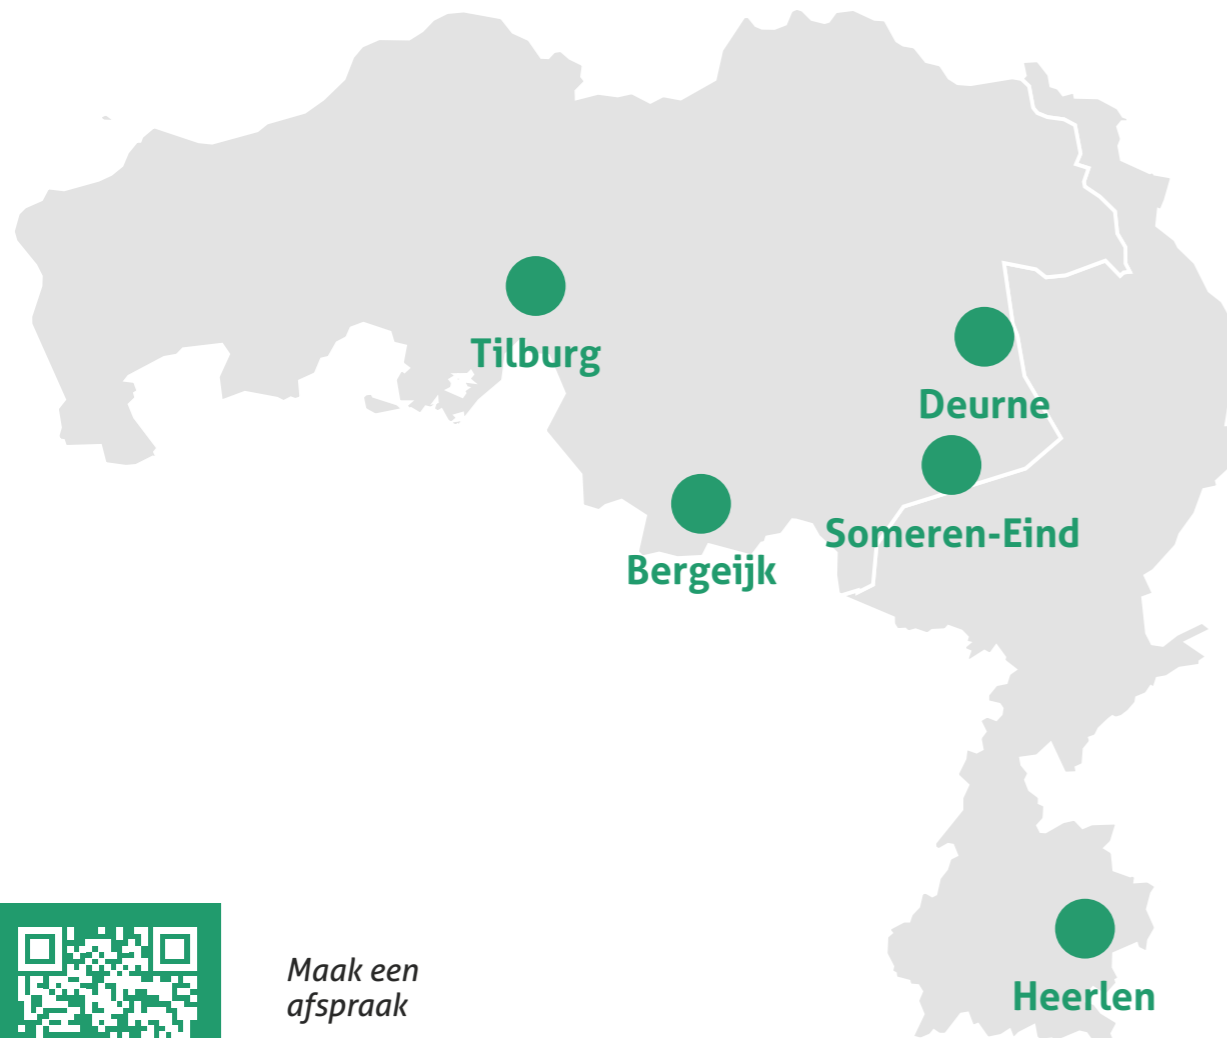 Tilburg
Deurne
Someren-Eind
Bergeijk
Maak een
afspraak
Heerlen